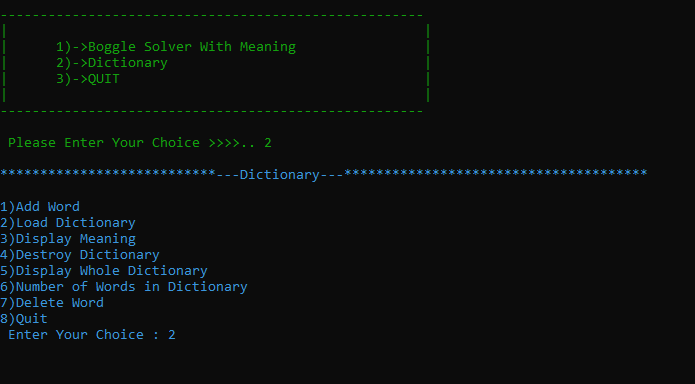 -----------------------------------------------------
|                                                    |
|      1)->Boggle Solver With Meaning                |
|      2)->Dictionary                                |
|      3)->QUIT                                      |
|                                                    |
-----------------------------------------------------
Please Enter Your Choice >>>>.. 2
***************************---Dictionary---**************************************
1)Add Word
2)Load Dictionary
3)Display Meaning
4)Destroy Dictionary
5)Display Whole Dictionary
6)Number of Words in Dictionary
7)Delete Word
8)Quit
Enter Your Choice : 2